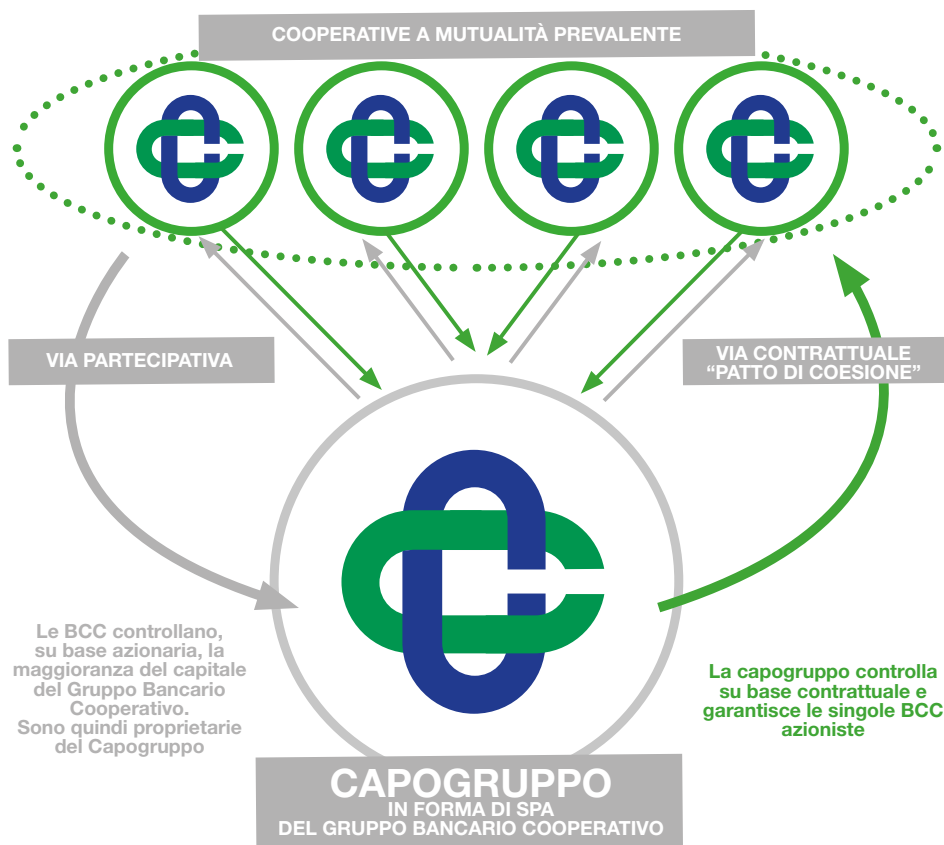 COOPERATIVE A MUTUALITÀ PREVALENTE
VIA PARTECIPATIVA
VIA CONTRATTUALE
“PATTO DI COESIONE”
Le BCC controllano,
su base azionaria, la
maggioranza del capitale
del Gruppo Bancario
Cooperativo.
Sono quindi proprietarie
del Capogruppo
La capogruppo controlla
su base contrattuale e
garantisce le singole BCC
azioniste
CAPOGRUPPO
IN FORMA DI SPA
DEL GRUPPO BANCARIO COOPERATIVO